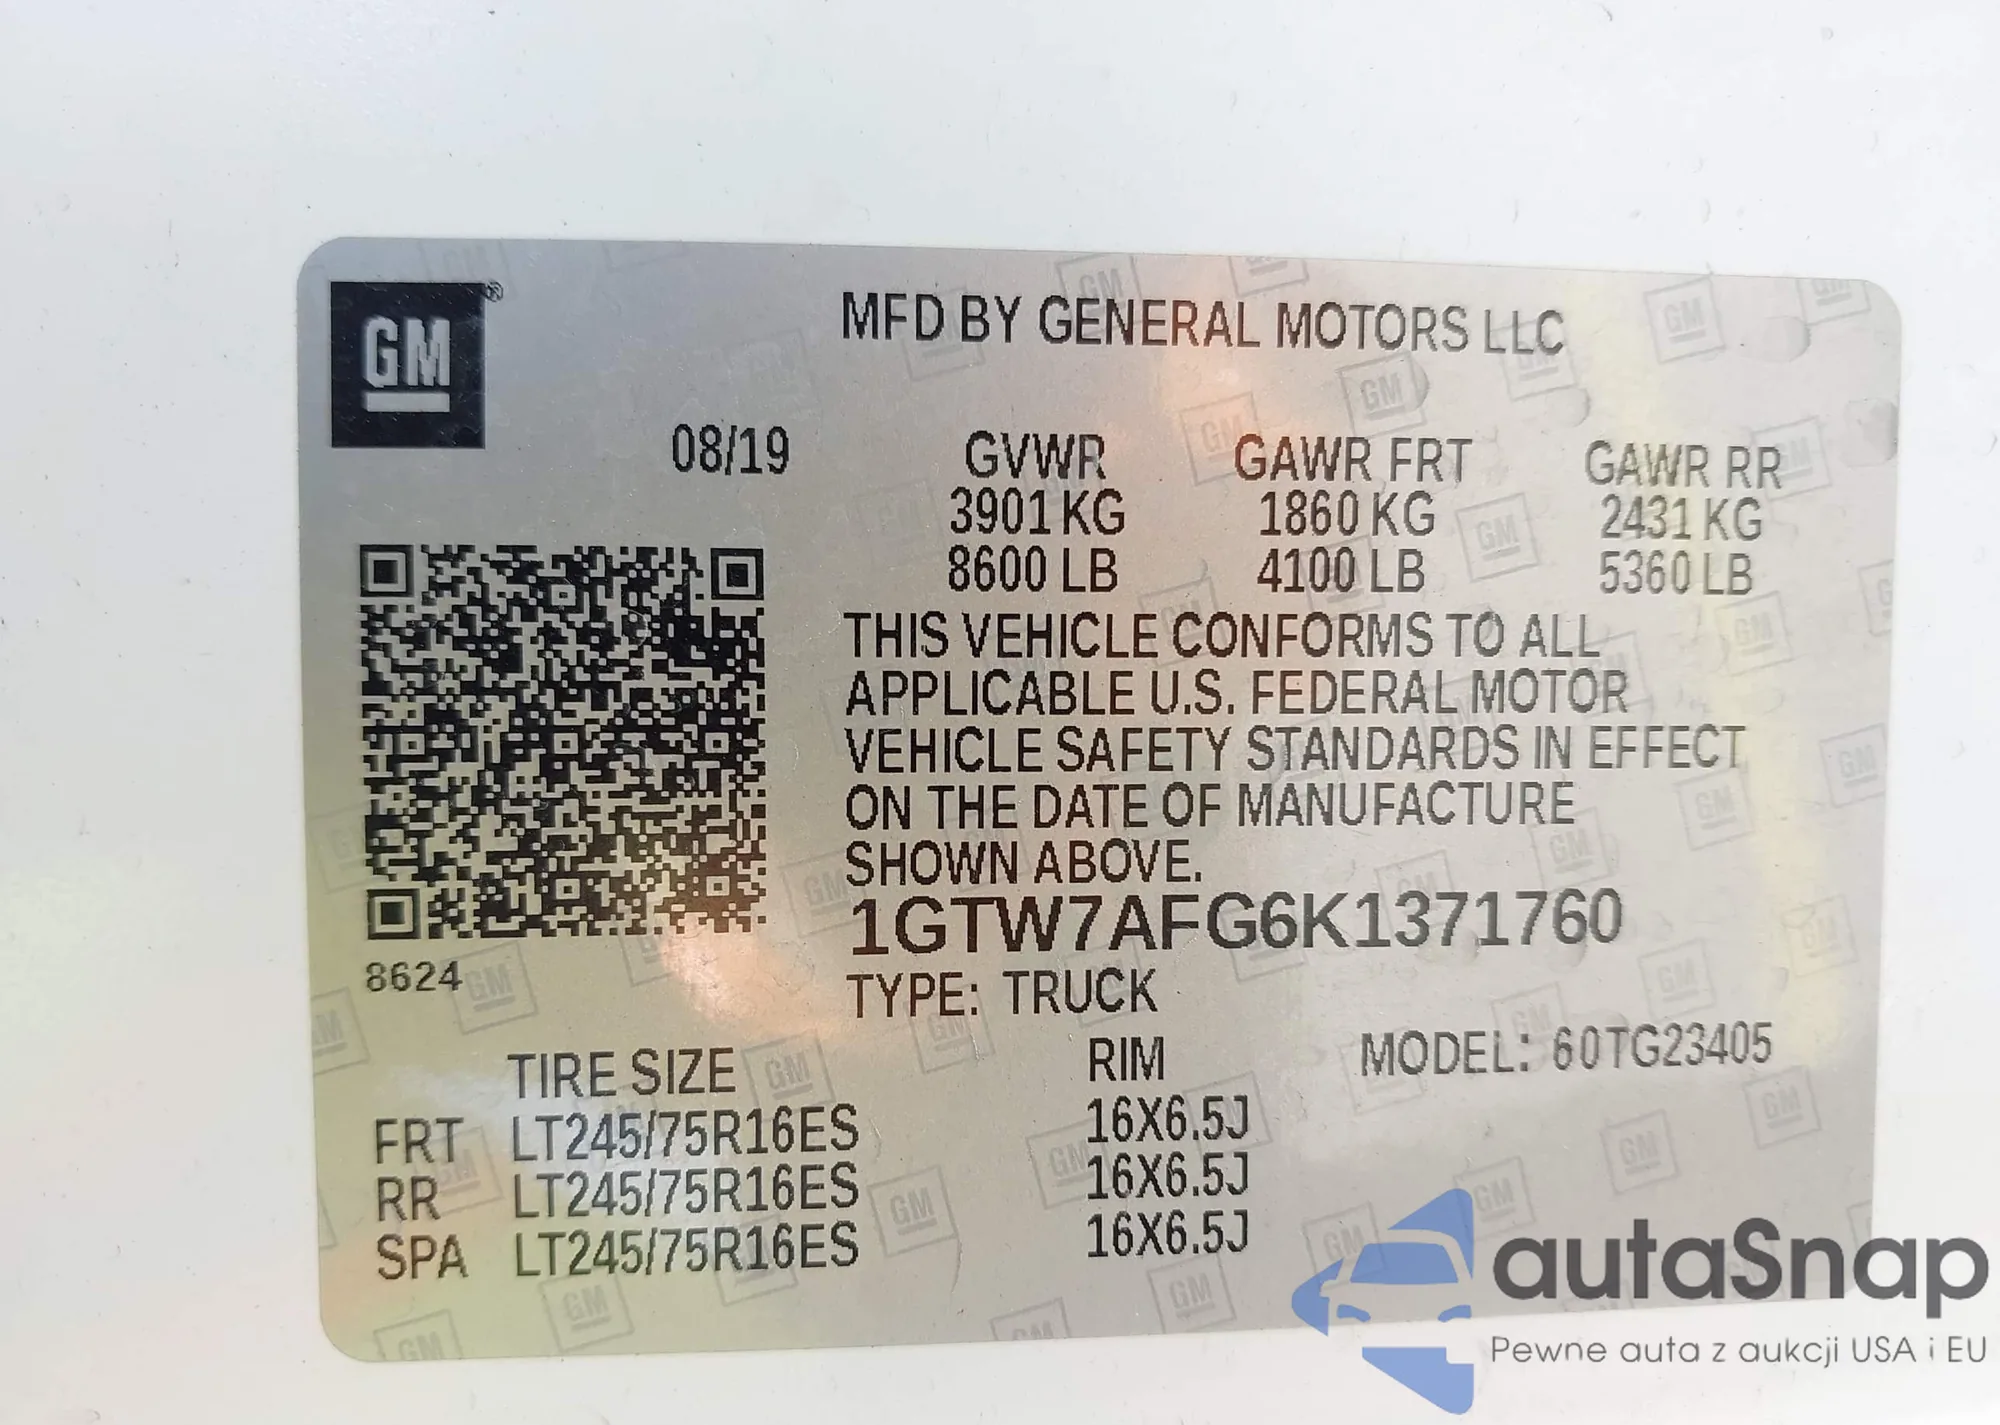 GM®
MFD BY GENERAL MOTORS LLC
08/19 GVWR GAWR FRT GAWR RR
3901 KG 1860 KG 2431 KG
8600 LB 4100 LB 5360 LB
THIS VEHICLE CONFORMS TO ALL
APPLICABLE U.S. FEDERAL MOTOR
VEHICLE SAFETY STANDARDS IN EFFECT
ON THE DATE OF MANUFACTURE
SHOWN ABOVE.
1GTW7AFG6K1371760
8624
TYPE: TRUCK
TIRE SIZE RIM MODEL: 60TG23405
FRT LT245/75R16ES 16X6.5J
RR LT245/75R16ES 16X6.5J
SPA LT245/75R16ES 16X6.5J
autaSnap
Pewne auta z aukcji USA i EU